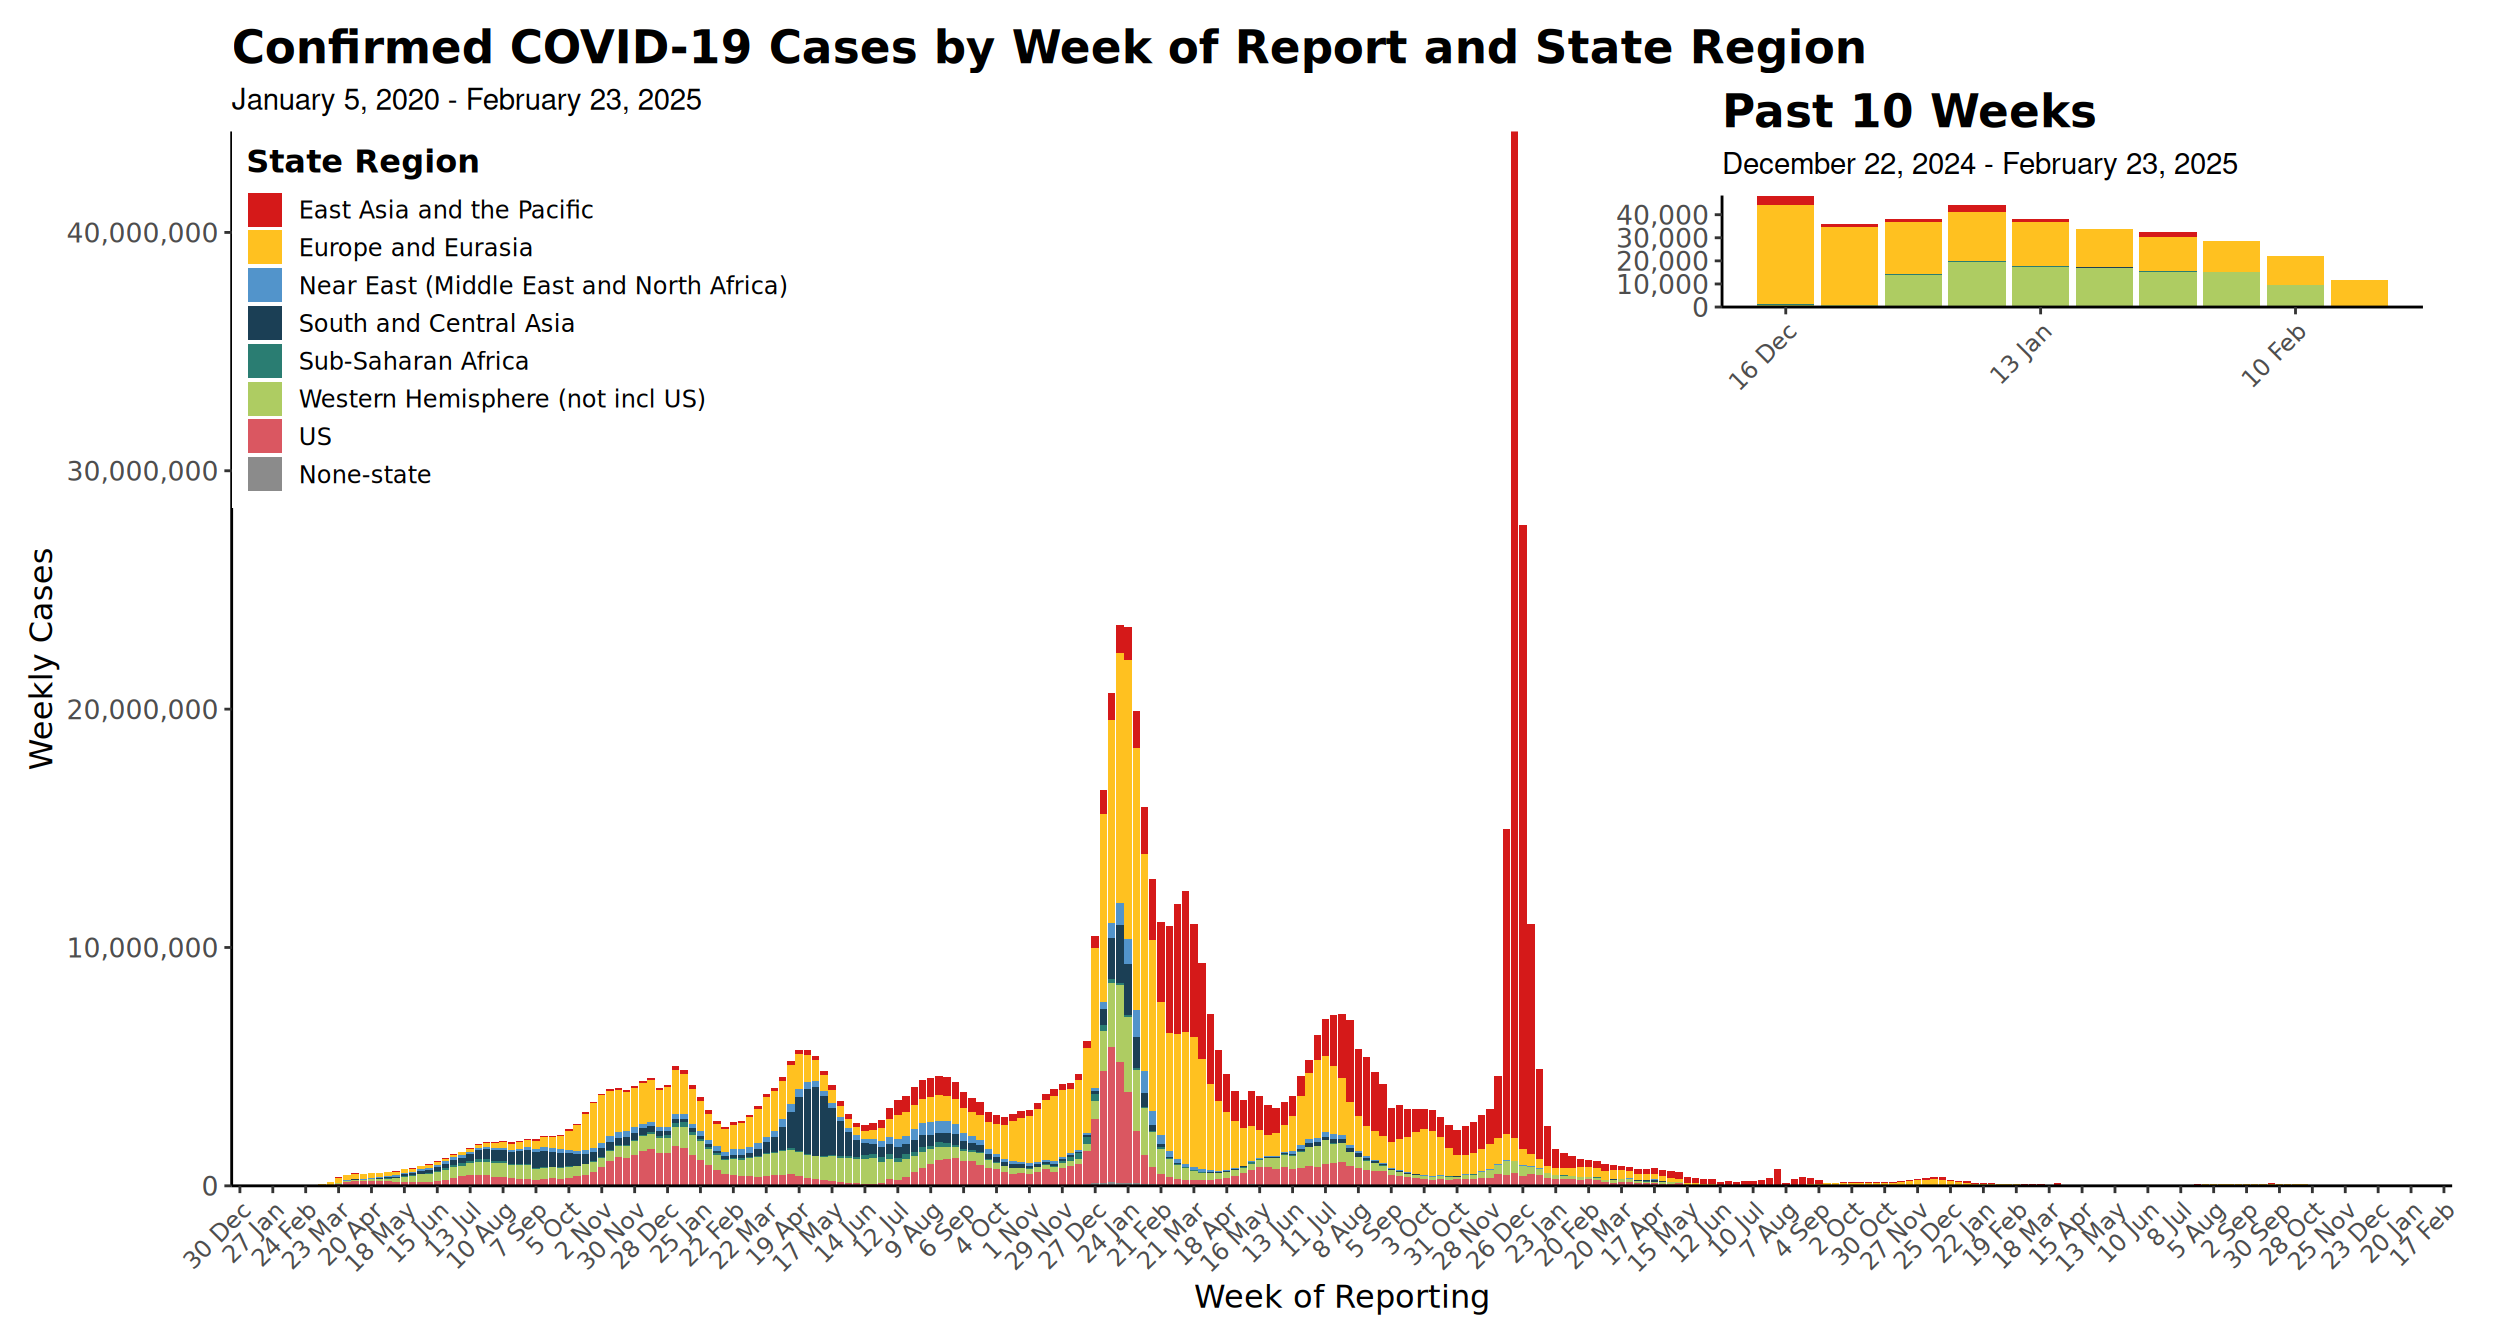 Confirmed COVID-19 Cases by Week of Report and State Region
January 5, 2020 - February 23, 2025
Past 10 Weeks
December 22, 2024 - February 23, 2025
State Region
East Asia and the Pacific
Europe and Eurasia
Near East (Middle East and North Africa)
South and Central Asia
Sub-Saharan Africa
Western Hemisphere (not incl US)
US
None-state
40,000
30,000
20,000
10,000
0
16 Dec
13 Jan
10 Feb
Weekly Cases
40,000,000
30,000,000
20,000,000
10,000,000
0
30 Dec
27 Jan
24 Feb
23 Mar
20 Apr
18 May
15 Jun
13 Jul
10 Aug
7 Sep
5 Oct
2 Nov
30 Nov
28 Dec
25 Jan
22 Feb
22 Mar
19 Apr
17 May
14 Jun
12 Jul
9 Aug
6 Sep
4 Oct
1 Nov
29 Nov
27 Dec
24 Jan
21 Feb
21 Mar
18 Apr
16 May
13 Jun
11 Jul
8 Aug
5 Sep
3 Oct
31 Oct
28 Nov
26 Dec
23 Jan
20 Feb
20 Mar
17 Apr
15 May
12 Jun
10 Jul
7 Aug
4 Sep
2 Oct
30 Oct
27 Nov
25 Dec
22 Jan
19 Feb
18 Mar
15 Apr
13 May
10 Jun
8 Jul
5 Aug
2 Sep
30 Sep
28 Oct
25 Nov
23 Dec
20 Jan
17 Feb
Week of Reporting